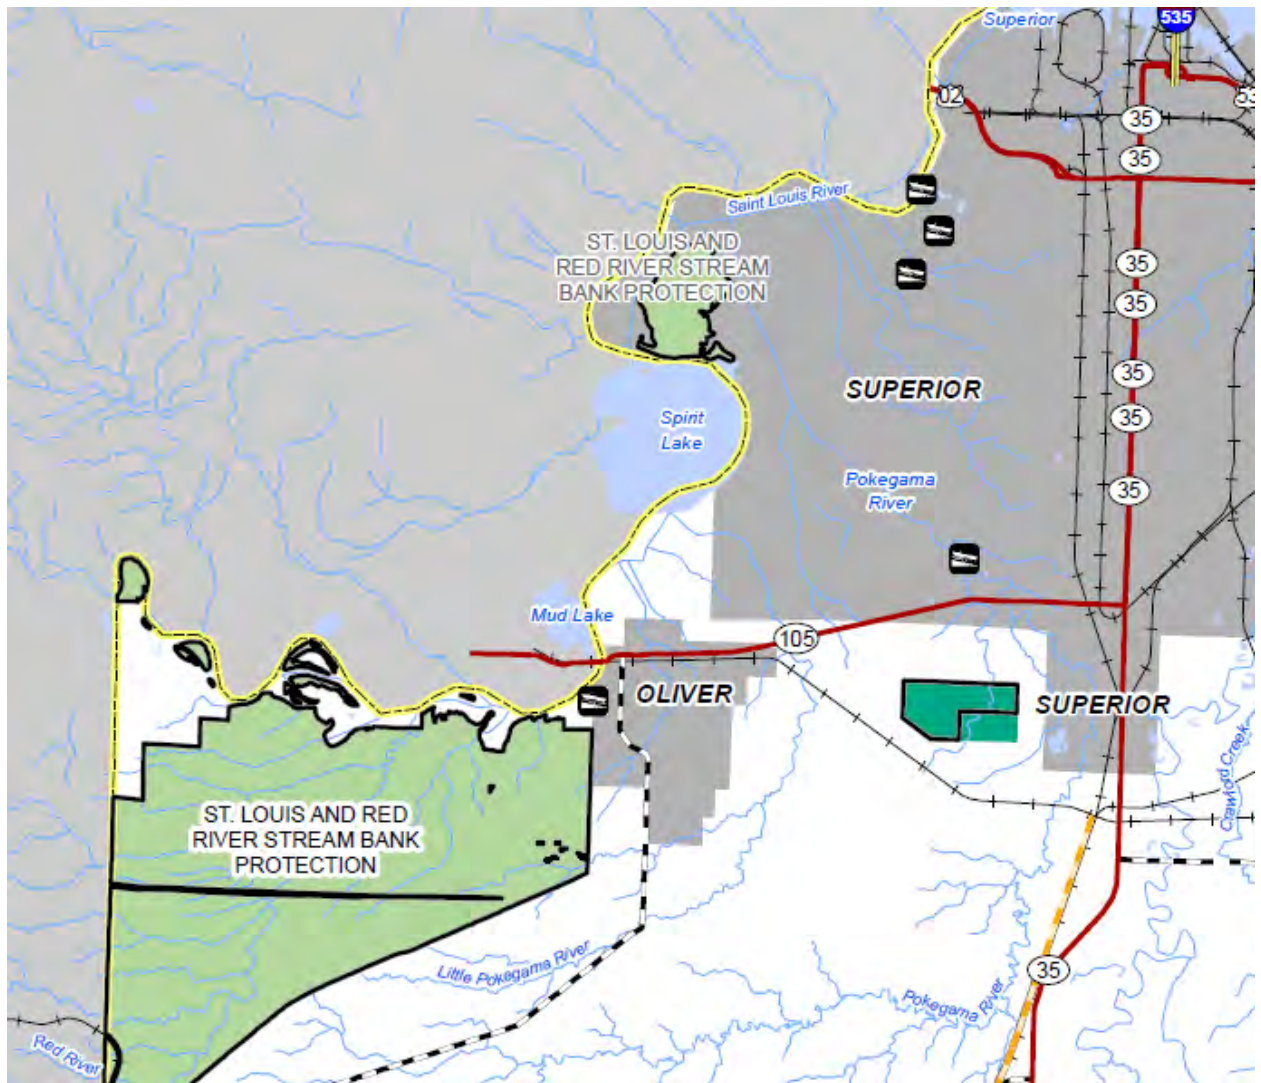 Superior
535
02
53
35
35
Saint Louis River
ST. LOUIS AND
RED RIVER STREAM
BANK PROTECTION
35
35
35
SUPERIOR
Spirit
Lake
35
Pokegama
River
35
Mud Lake
105
OLIVER
SUPERIOR
Crawford Creek
ST. LOUIS AND RED
RIVER STREAM BANK
PROTECTION
Little Pokegama River
35
Pokegama River
Red River